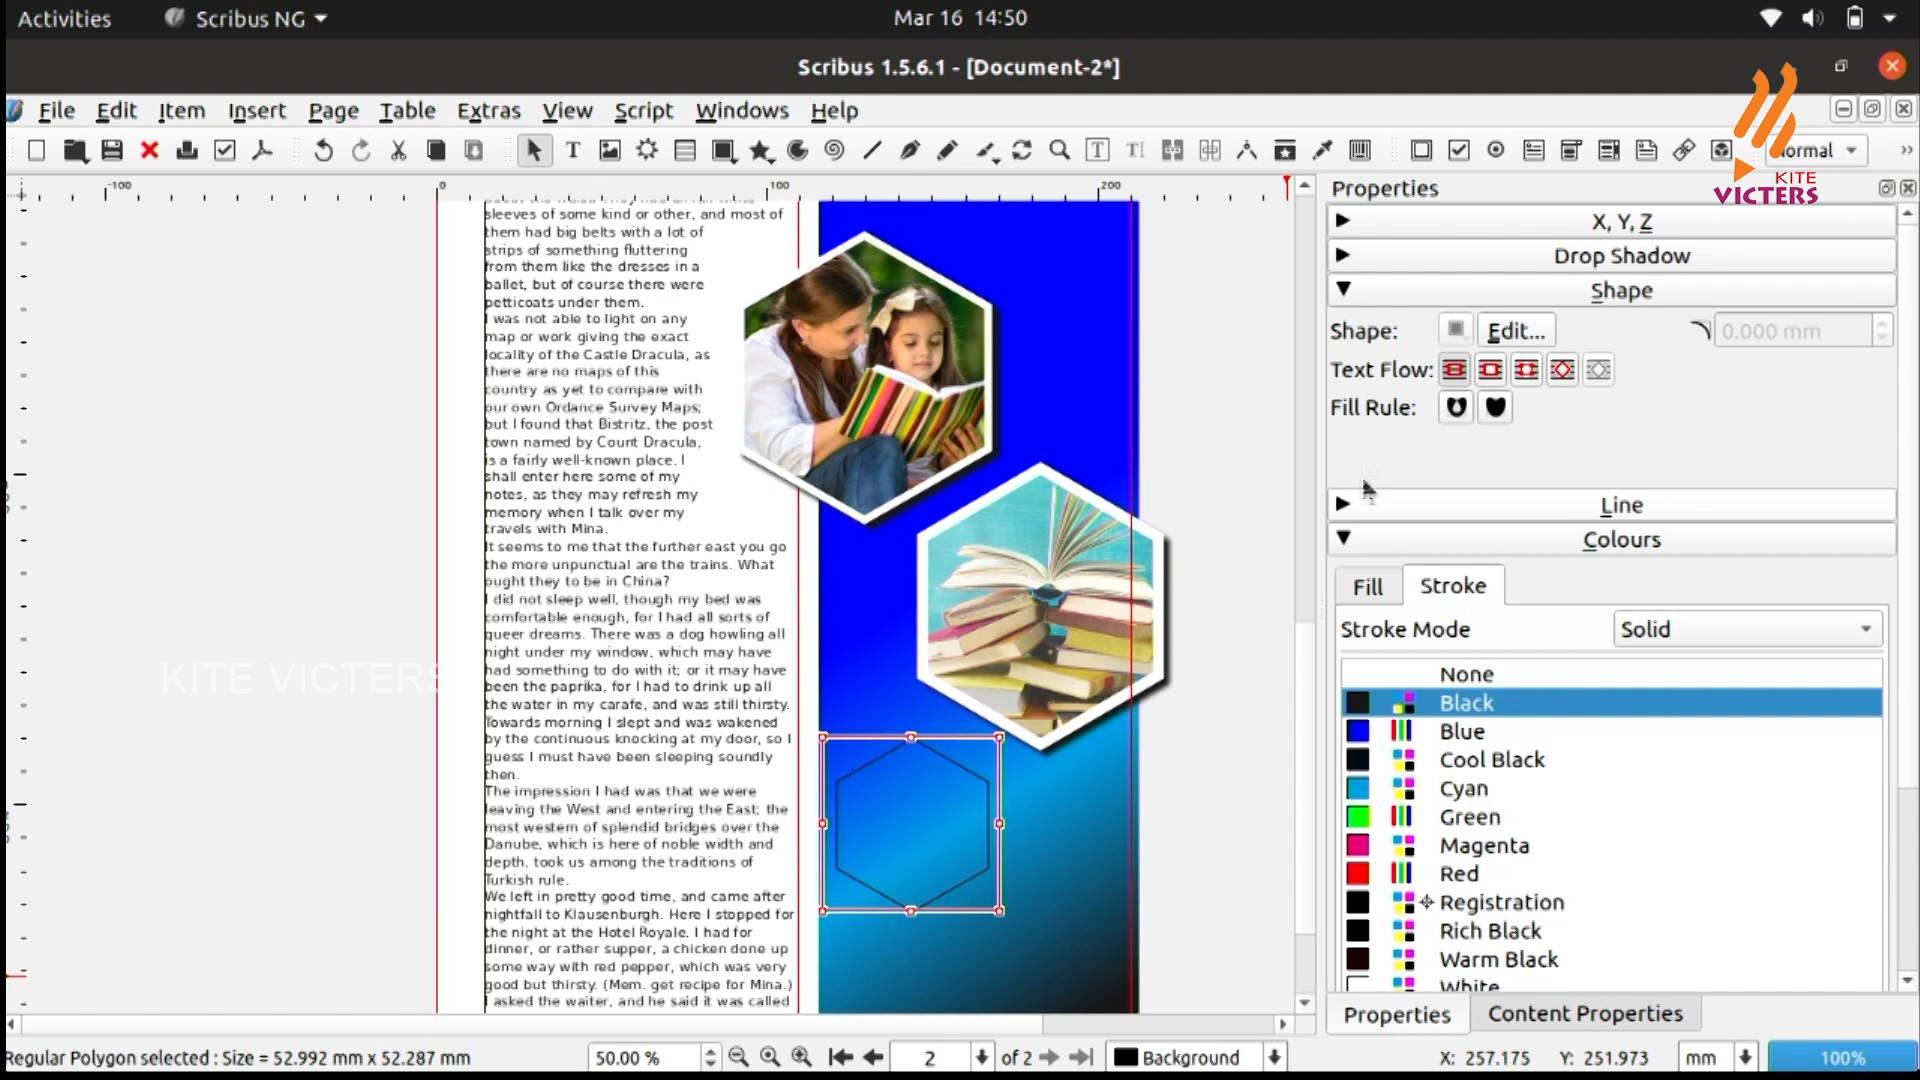 Activities
Scribus NG
Mar 16 14:50
Scribus 1.5.6.1 - [Document-2*]
File Edit Item Insert Page Table Extras View Script Windows Help
Normal
KITE
VICTERS
-100
0
100
200
sleeves of some kind or other, and most of
them had big belts with a lot of
strips of something fluttering
from them like the dresses in a
ballet, but of course there were
petticoats under them.
I was not able to light on any
map or work giving the exact
locality of the Castle Dracula, as
there are no maps of this
country as yet to compare with
our own Ordance Survey Maps;
but I found that Bistritz, the post
town named by Count Dracula,
is a fairly well-known place. I
shall enter here some of my
notes, as they may refresh my
memory when I talk over my
travels with Mina.
It seems to me that the further east you go
the more unpunctual are the trains. What
ought they to be in China?
I did not sleep well, though my bed was
comfortable enough, for I had all sorts of
queer dreams. There was a dog howling all
night under my window, which may have
had something to do with it; or it may have
been the paprika, for I had to drink up all
the water in my carafe, and was still thirsty.
Towards morning I slept and was wakened
by the continuous knocking at my door, so I
guess I must have been sleeping soundly
then.
The impression I had was that we were
leaving the West and entering the East; the
most western of splendid bridges over the
Danube, which is here of noble width and
depth, took us among the traditions of
Turkish rule.
We left in pretty good time, and came after
nightfall to Klausenburgh. Here I stopped for
the night at the Hotel Royale. I had for
dinner, or rather supper, a chicken done up
some way with red pepper, which was very
good but thirsty. (Mem. get recipe for Mina.)
I asked the waiter, and he said it was called
KITE VICTERS
Properties
X, Y, Z
Drop Shadow
Shape
Shape: Edit... 0.000 mm
Text Flow:
Fill Rule:
Line
Colours
Fill Stroke
Stroke Mode Solid
None
Black
Blue
Cool Black
Cyan
Green
Magenta
Red
Registration
Rich Black
Warm Black
White
Properties Content Properties
Regular Polygon selected : Size = 52.992 mm x 52.287 mm
50.00 %
2 of 2
Background
X: 257.175 Y: 251.973
mm
100%